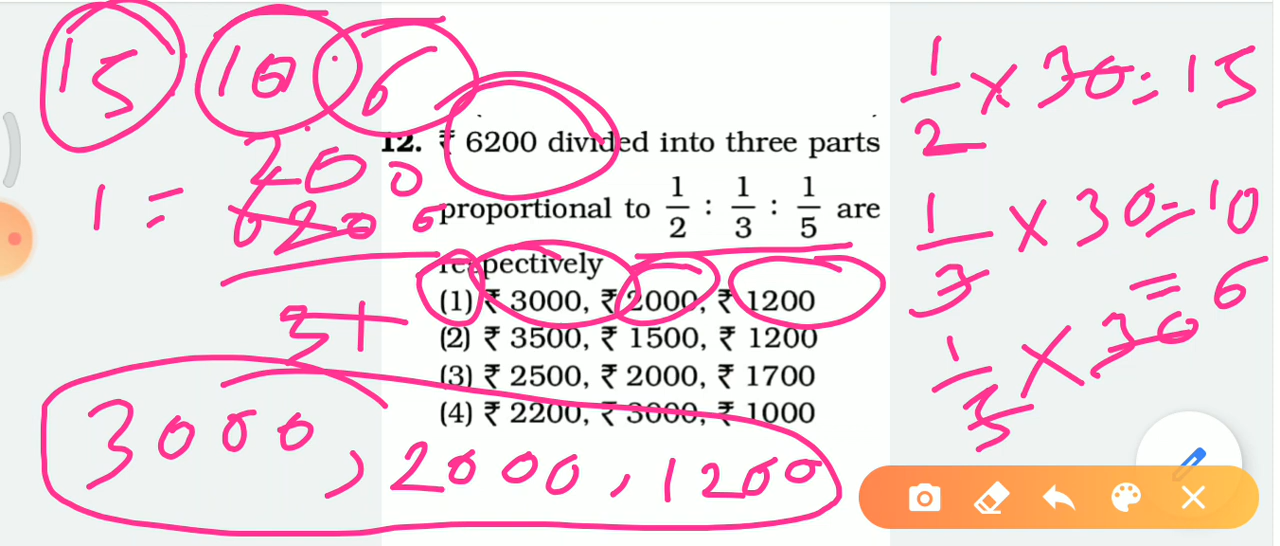 15 10 6
12. ₹ 6200 divided into three parts
proportional to 1/2 : 1/3 : 1/5 are
respectively
(1) ₹ 3000, ₹ 2000, ₹ 1200
(2) ₹ 3500, ₹ 1500, ₹ 1200
(3) ₹ 2500, ₹ 2000, ₹ 1700
(4) ₹ 2200, ₹ 3000, ₹ 1000
200
1 = 6200
31
3000, 2000, 1200
1/2 × 30 = 15
1/3 × 30 = 10
1/5 × 30 = 6